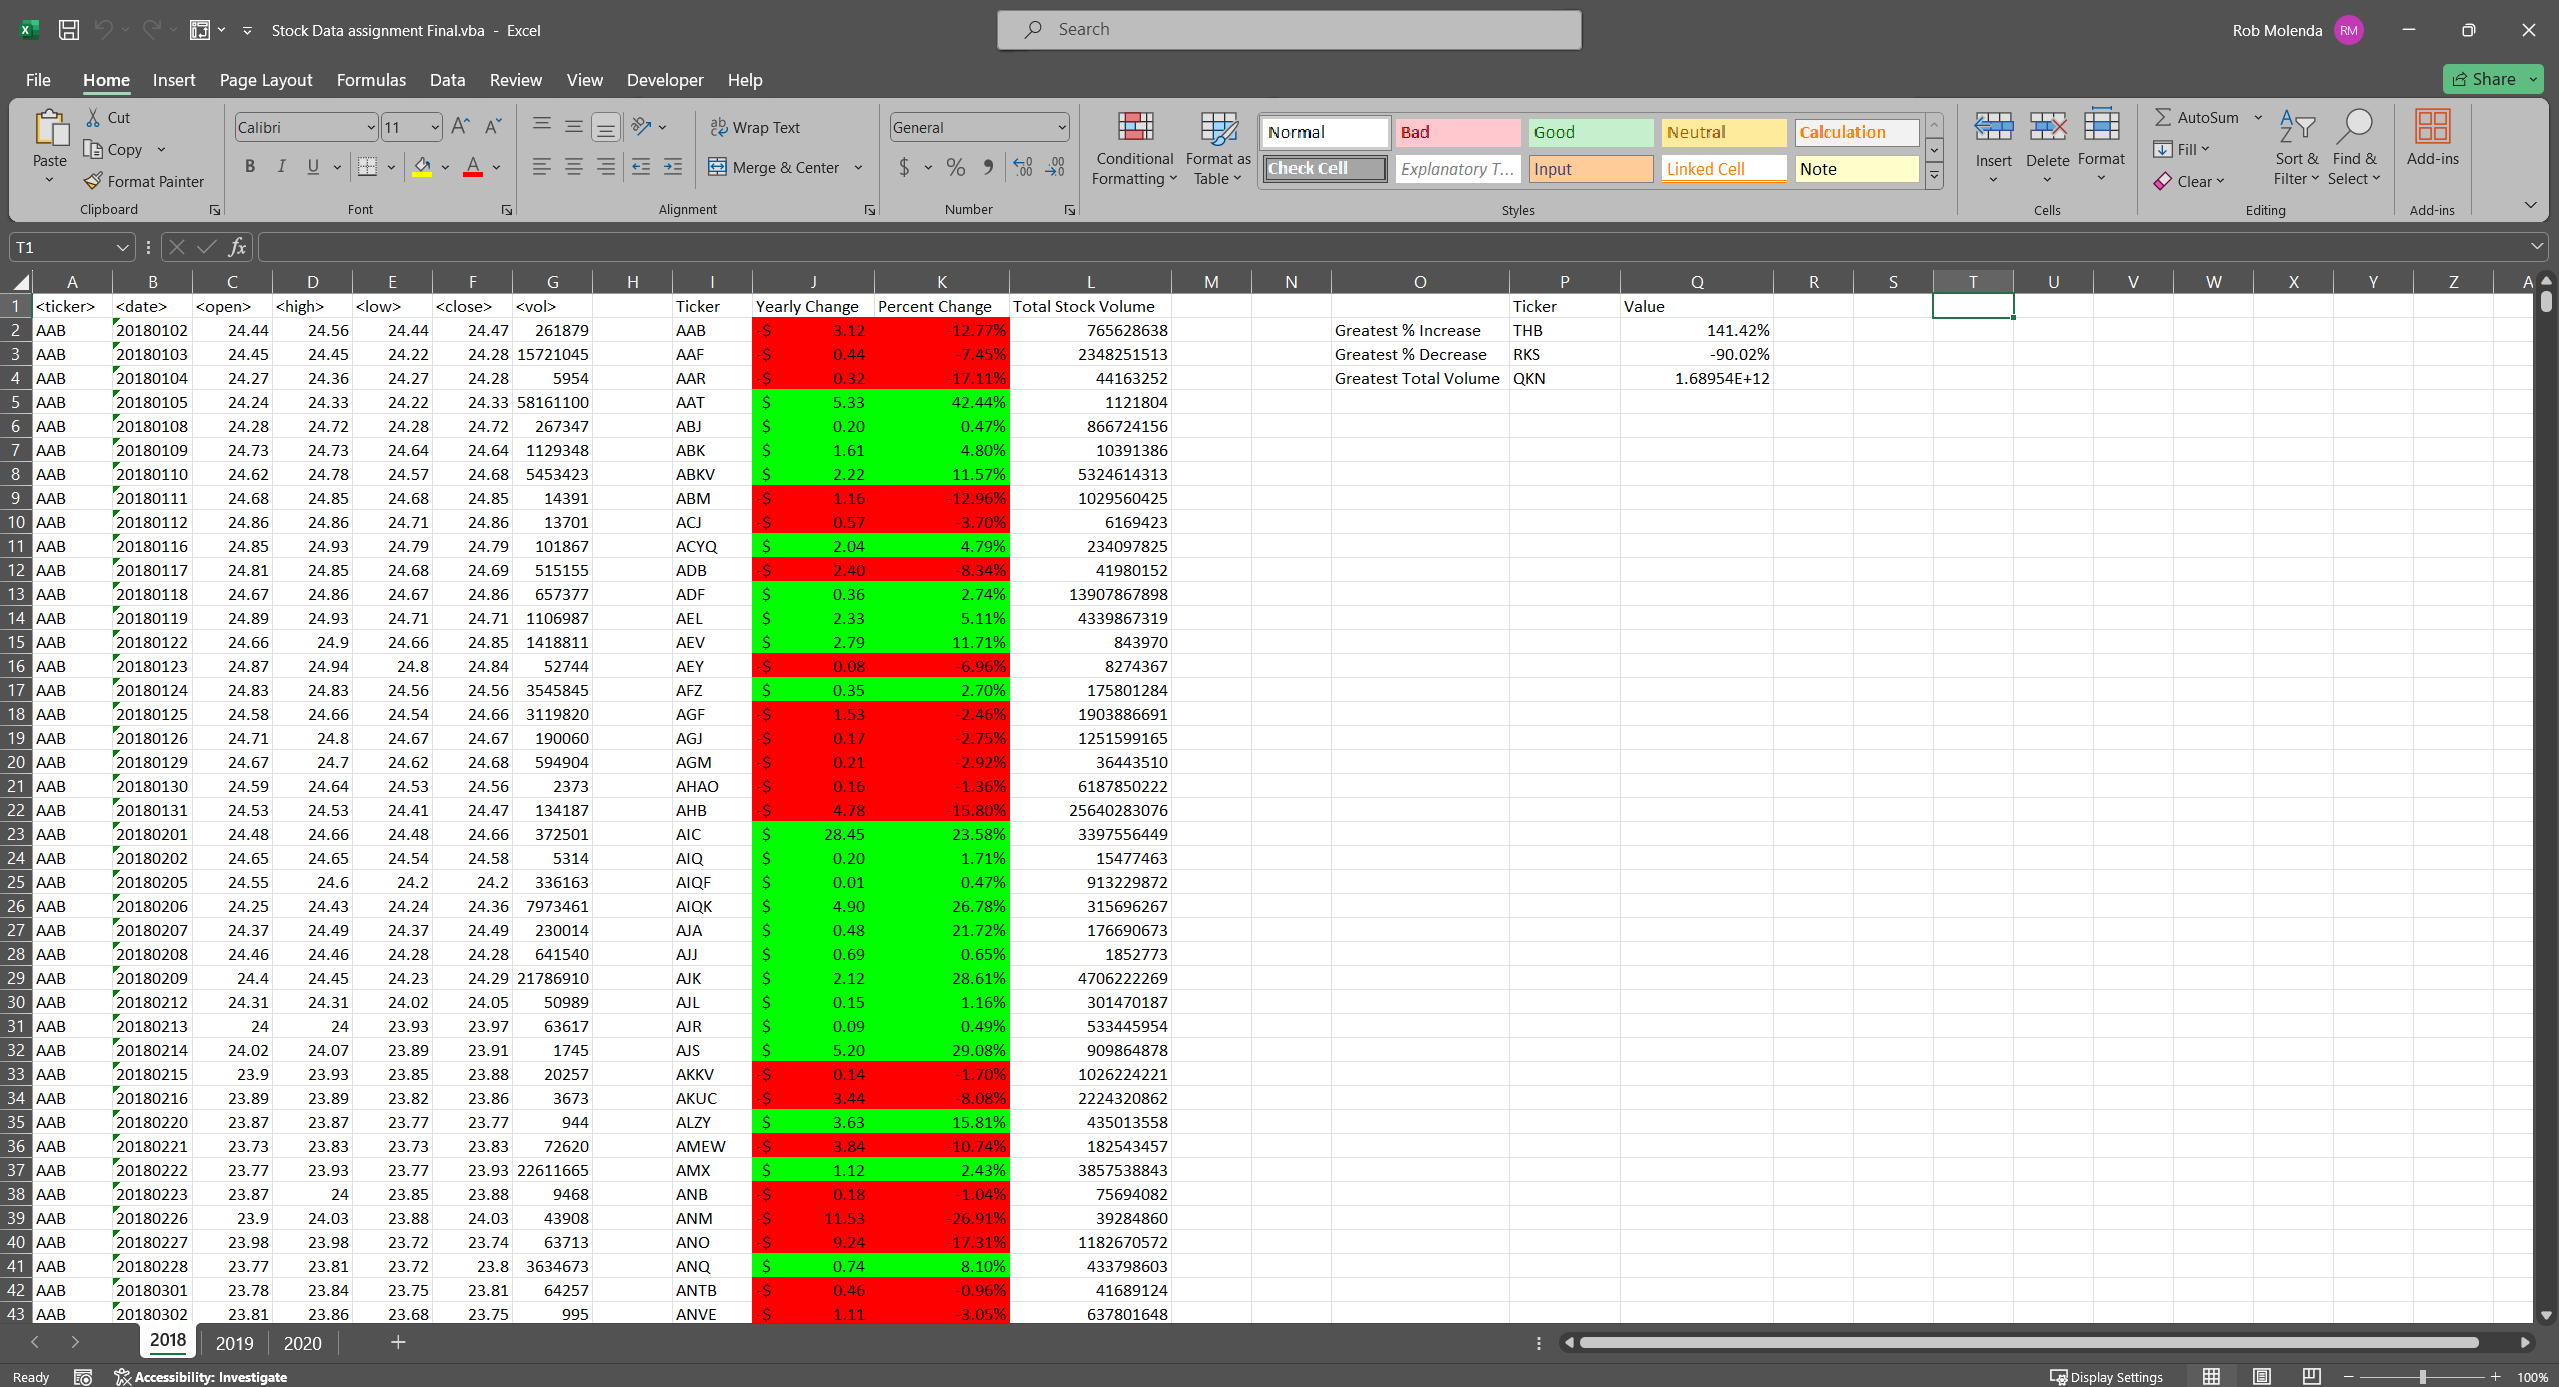 Stock Data assignment Final.vba - Excel
Search
Rob Molenda RM
File Home Insert Page Layout Formulas Data Review View Developer Help
Share
Paste
Cut
Copy
Format Painter
Clipboard
Calibri 11
B I U
Font
Wrap Text
Merge & Center
Alignment
General
$ % 9
Number
Conditional Formatting
Format as Table
Normal Bad Good Neutral Calculation
Check Cell Explanatory T... Input Linked Cell Note
Styles
Insert Delete Format
Cells
AutoSum
Fill
Clear
Sort & Filter
Find & Select
Editing
Add-ins
Add-ins
T1 fx
A B C D E F G H I J K L M N O P Q R S T U V W X Y Z A
1 <ticker> <date> <open> <high> <low> <close> <vol> Ticker Yearly Change Percent Change Total Stock Volume Ticker Value
2 AAB 20180102 24.44 24.56 24.44 24.47 261879 AAB -$ 3.12 -12.77% 765628638 Greatest % Increase THB 141.42%
3 AAB 20180103 24.45 24.45 24.22 24.28 15721045 AAF -$ 0.44 -7.45% 2348251513 Greatest % Decrease RKS -90.02%
4 AAB 20180104 24.27 24.36 24.27 24.28 5954 AAR -$ 0.32 -17.11% 44163252 Greatest Total Volume QKN 1.68954E+12
5 AAB 20180105 24.24 24.33 24.22 24.33 58161100 AAT $ 5.33 42.44% 1121804
6 AAB 20180108 24.28 24.72 24.28 24.72 267347 ABJ $ 0.20 0.47% 866724156
7 AAB 20180109 24.73 24.73 24.64 24.64 1129348 ABK $ 1.61 4.80% 10391386
8 AAB 20180110 24.62 24.78 24.57 24.68 5453423 ABKV $ 2.22 11.57% 5324614313
9 AAB 20180111 24.68 24.85 24.68 24.85 14391 ABM -$ 1.16 -12.96% 1029560425
10 AAB 20180112 24.86 24.86 24.71 24.86 13701 ACJ -$ 0.57 -3.70% 6169423
11 AAB 20180116 24.85 24.93 24.79 24.79 101867 ACYQ $ 2.04 4.79% 234097825
12 AAB 20180117 24.81 24.85 24.68 24.69 515155 ADB -$ 2.40 -8.34% 41980152
13 AAB 20180118 24.67 24.86 24.67 24.86 657377 ADF $ 0.36 2.74% 13907867898
14 AAB 20180119 24.89 24.93 24.71 24.71 1106987 AEL $ 2.33 5.11% 4339867319
15 AAB 20180122 24.66 24.9 24.66 24.85 1418811 AEV $ 2.79 11.71% 843970
16 AAB 20180123 24.87 24.94 24.8 24.84 52744 AEY -$ 0.08 -6.96% 8274367
17 AAB 20180124 24.83 24.83 24.56 24.56 3545845 AFZ $ 0.35 2.70% 175801284
18 AAB 20180125 24.58 24.66 24.54 24.66 3119820 AGF -$ 1.53 -2.46% 1903886691
19 AAB 20180126 24.71 24.8 24.67 24.67 190060 AGJ -$ 0.17 -2.75% 1251599165
20 AAB 20180129 24.67 24.7 24.62 24.68 594904 AGM -$ 0.21 -2.92% 36443510
21 AAB 20180130 24.59 24.64 24.53 24.56 2373 AHAO -$ 0.16 -1.36% 6187850222
22 AAB 20180131 24.53 24.53 24.41 24.47 134187 AHB -$ 4.78 -15.80% 25640283076
23 AAB 20180201 24.48 24.66 24.48 24.66 372501 AIC $ 28.45 23.58% 3397556449
24 AAB 20180202 24.65 24.65 24.54 24.58 5314 AIQ $ 0.20 1.71% 15477463
25 AAB 20180205 24.55 24.6 24.2 24.2 336163 AIQF $ 0.01 0.47% 913229872
26 AAB 20180206 24.25 24.43 24.24 24.36 7973461 AIQK $ 4.90 26.78% 315696267
27 AAB 20180207 24.37 24.49 24.37 24.49 230014 AJA $ 0.48 21.72% 176690673
28 AAB 20180208 24.46 24.46 24.28 24.28 641540 AJJ $ 0.69 0.65% 1852773
29 AAB 20180209 24.4 24.45 24.23 24.29 21786910 AJK $ 2.12 28.61% 4706222269
30 AAB 20180212 24.31 24.31 24.02 24.05 50989 AJL $ 0.15 1.16% 301470187
31 AAB 20180213 24 24 23.93 23.97 63617 AJR $ 0.09 0.49% 533445954
32 AAB 20180214 24.02 24.07 23.89 23.91 1745 AJS $ 5.20 29.08% 909864878
33 AAB 20180215 23.9 23.93 23.85 23.88 20257 AKKV -$ 0.14 -1.70% 1026224221
34 AAB 20180216 23.89 23.89 23.82 23.86 3673 AKUC -$ 3.44 -8.08% 2224320862
35 AAB 20180220 23.87 23.87 23.77 23.77 944 ALZY $ 3.63 15.81% 435013558
36 AAB 20180221 23.73 23.83 23.73 23.83 72620 AMEW -$ 3.84 -10.74% 182543457
37 AAB 20180222 23.77 23.93 23.77 23.93 22611665 AMX $ 1.12 2.43% 3857538843
38 AAB 20180223 23.87 24 23.85 23.88 9468 ANB -$ 0.18 -1.04% 75694082
39 AAB 20180226 23.9 24.03 23.88 24.03 43908 ANM -$ 11.53 -26.91% 39284860
40 AAB 20180227 23.98 23.98 23.72 23.74 63713 ANO -$ 9.24 -17.31% 1182670572
41 AAB 20180228 23.77 23.81 23.72 23.8 3634673 ANQ $ 0.74 8.10% 433798603
42 AAB 20180301 23.78 23.84 23.75 23.81 64257 ANTB -$ 0.46 -0.96% 41689124
43 AAB 20180302 23.81 23.86 23.68 23.75 995 ANVE -$ 1.11 -3.05% 637801648
2018 2019 2020
Ready Accessibility: Investigate Display Settings 100%